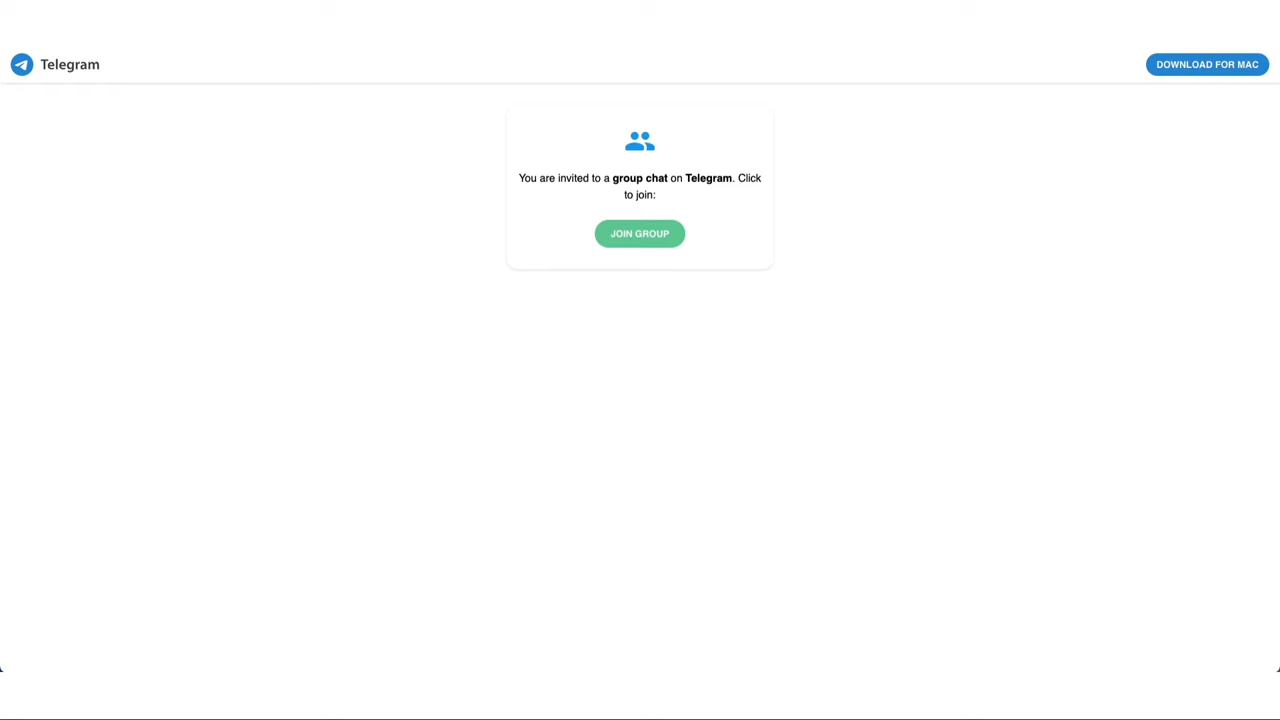 Telegram
DOWNLOAD FOR MAC
You are invited to a group chat on Telegram. Click
to join:
JOIN GROUP